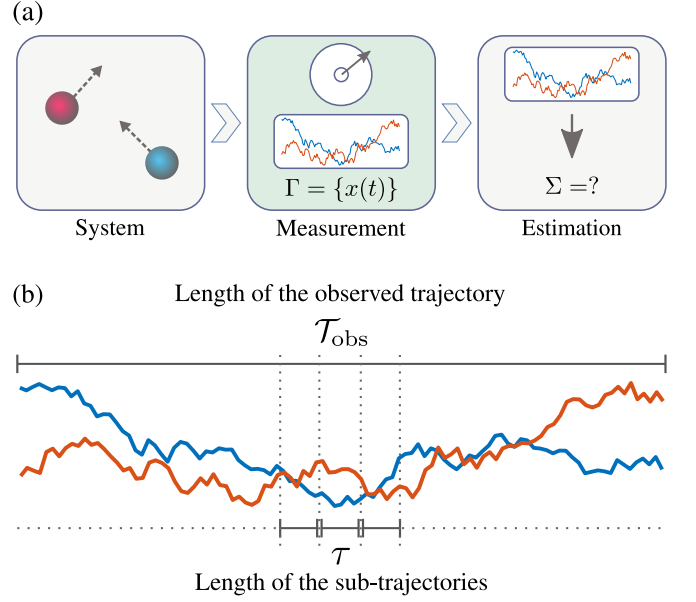 (a)
Γ = {x(t)}
Σ =?
System
Measurement
Estimation
(b)
Length of the observed trajectory
𝒯obs
τ
Length of the sub-trajectories